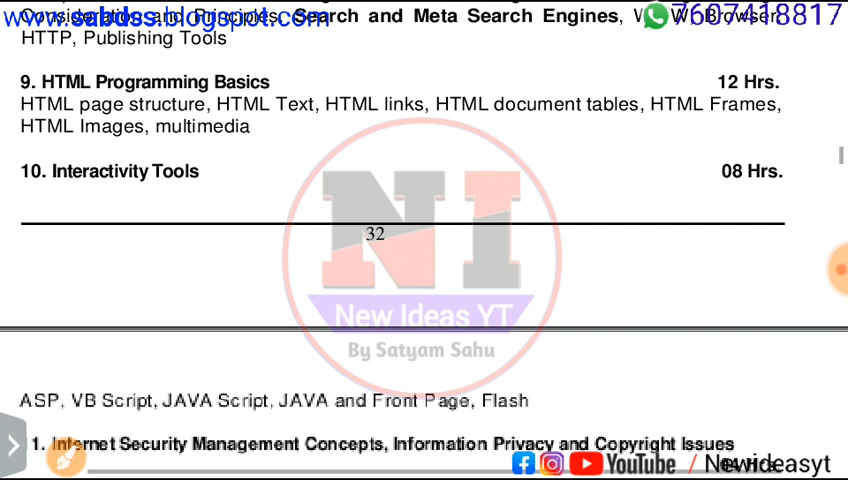 Consideration and Principles, Search and Meta Search Engines, WWW, Browser,
www.sabdss.blogspot.com
7607418817
HTTP, Publishing Tools
9. HTML Programming Basics 12 Hrs.
HTML page structure, HTML Text, HTML links, HTML document tables, HTML Frames,
HTML Images, multimedia
10. Interactivity Tools 08 Hrs.
32
NI
New Ideas YT
By Satyam Sahu
ASP, VB Script, JAVA Script, JAVA and Front Page, Flash
1. Internet Security Management Concepts, Information Privacy and Copyright Issues
04 Hrs.
YouTube / Newideasyt